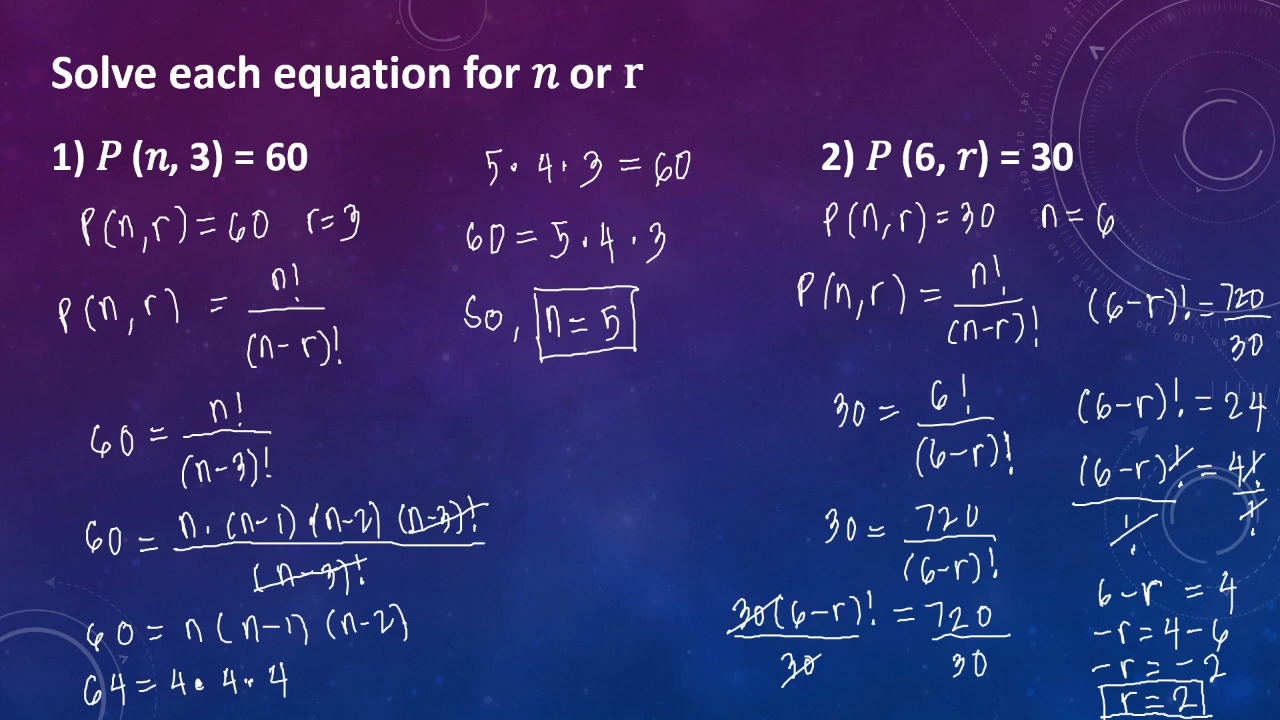 Solve each equation for n or r
1) P (n, 3) = 60
P(n,r) = 60 r=3
P(n,r) = n!/(n-r)!
60 = n!/(n-3)!
60 = n.(n-1)·(n-2)(n-3)!/(n-3)!
60 = n(n-1)(n-2)
64 = 4·4·4
5·4·3 = 60
60 = 5·4·3
So, n = 5
2) P (6, r) = 30
P(n,r) = 30 n = 6
P(n,r) = n!/(n-r)!
30 = 6!/(6-r)!
30 = 720/(6-r)!
30(6-r)!/30 = 720/30
(6-r)! = 720/30
(6-r)! = 24
(6-r)!/! = 4!/!
6-r = 4
-r = 4-6
-r = -2
r = 2